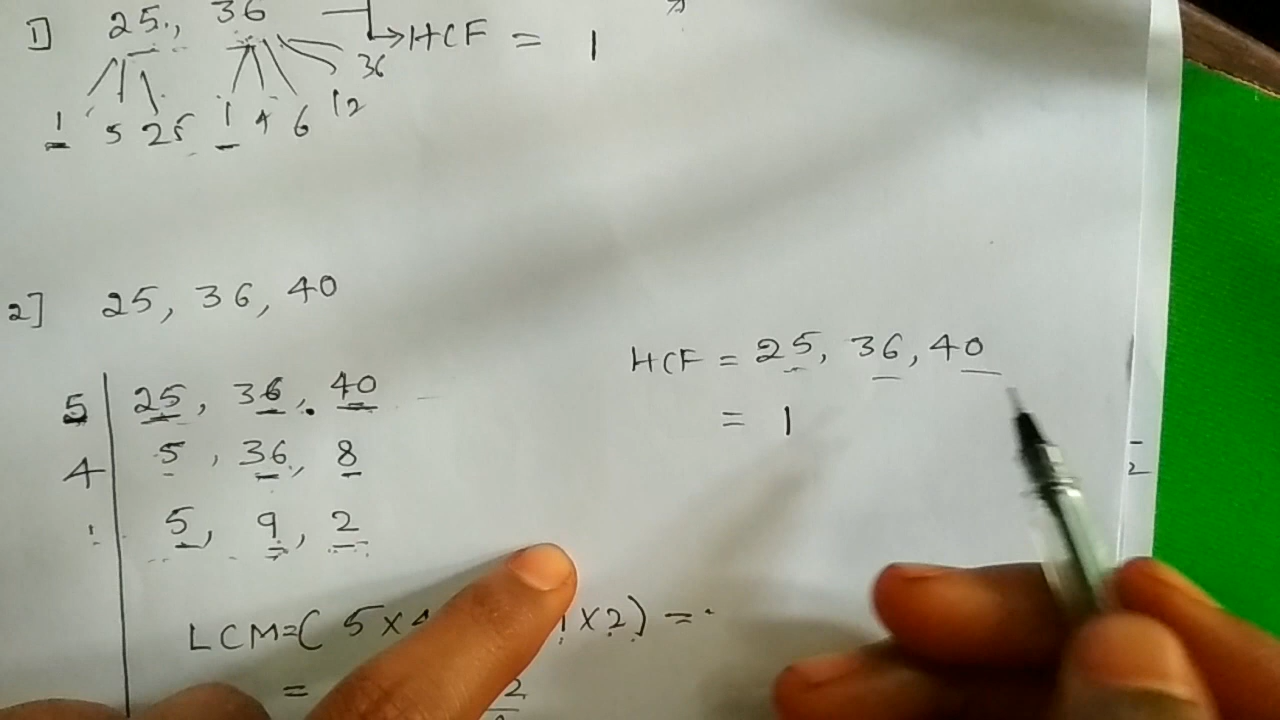 1] 25, 36 → HCF = 1
36
1 5 25 1 4 6 12
2] 25, 36, 40
HCF = 25, 36, 40
= 1
5 | 25, 36, 40
4 | 5, 36, 8
5, 9, 2
LCM=( 5 × × 2) =
=